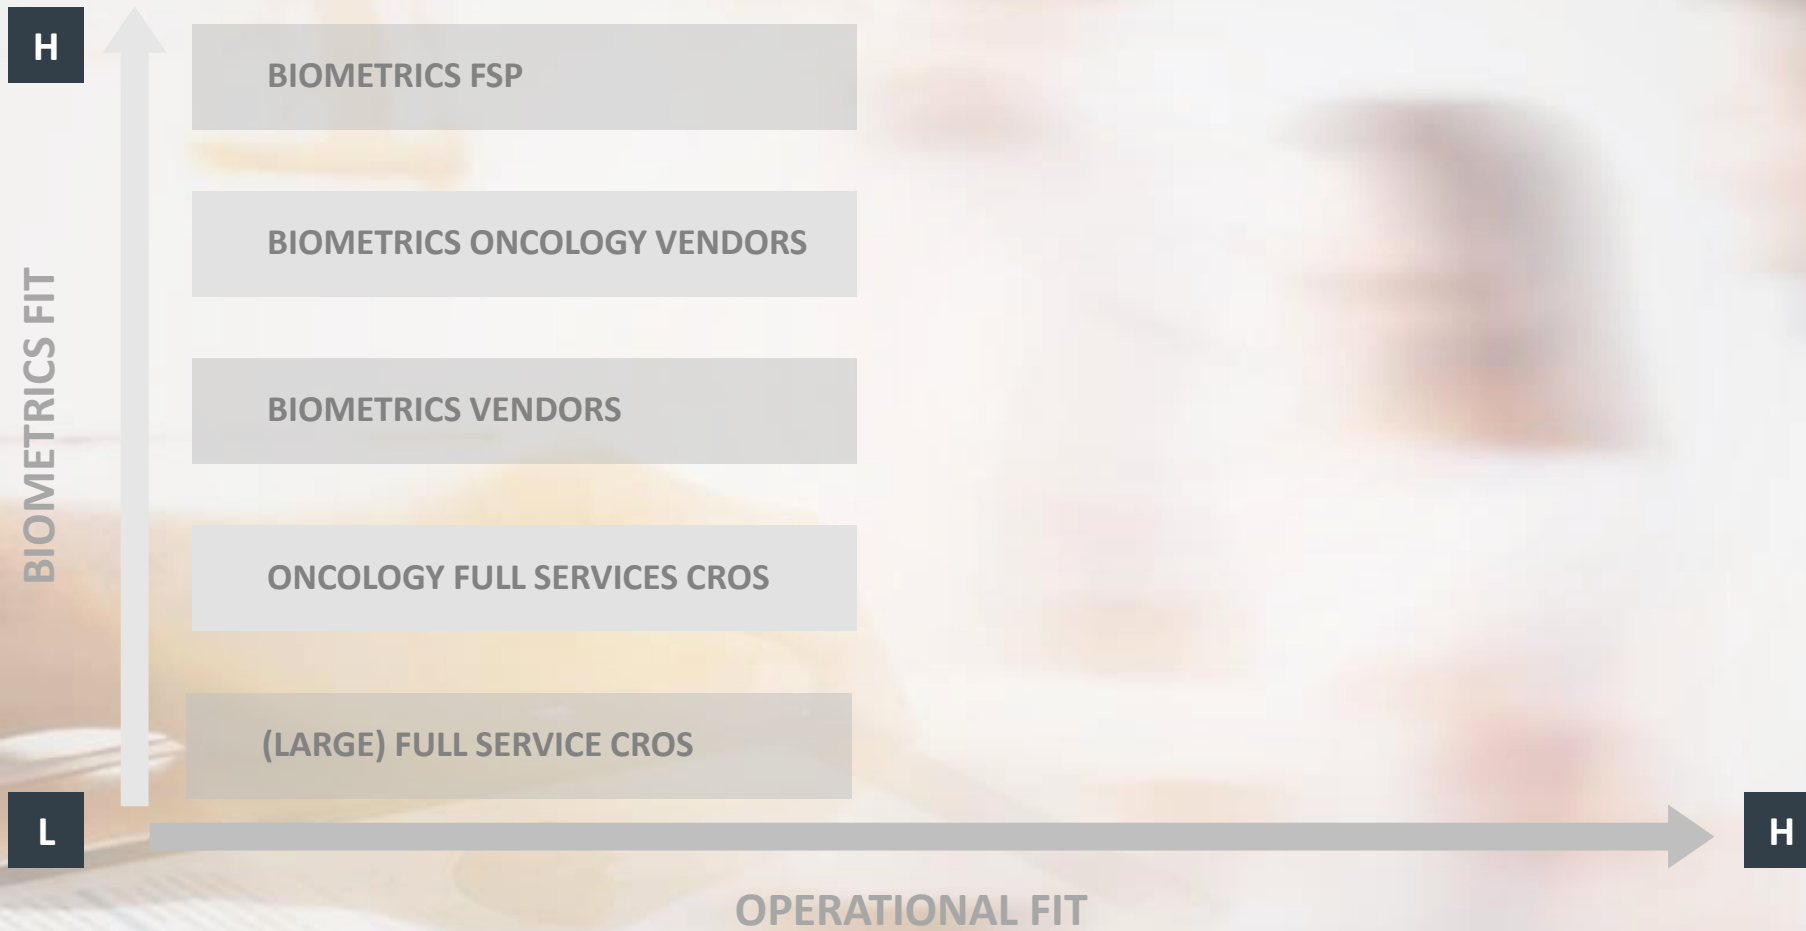 H
BIOMETRICS FSP
BIOMETRICS ONCOLOGY VENDORS
BIOMETRICS VENDORS
BIOMETRICS FIT
ONCOLOGY FULL SERVICES CROS
(LARGE) FULL SERVICE CROS
L
H
OPERATIONAL FIT